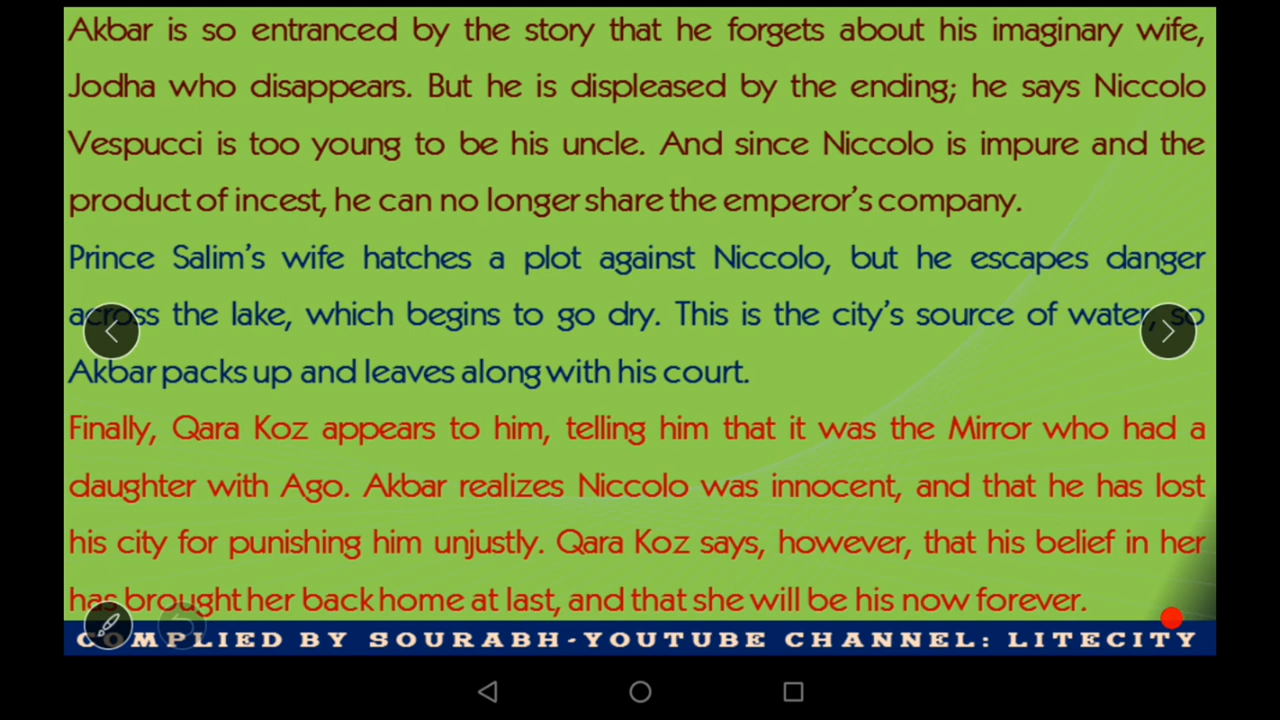 Akbar is so entranced by the story that he forgets about his imaginary wife,
Jodha who disappears. But he is displeased by the ending; he says Niccolo
Vespucci is too young to be his uncle. And since Niccolo is impure and the
product of incest, he can no longer share the emperor's company.
Prince Salim's wife hatches a plot against Niccolo, but he escapes danger
across the lake, which begins to go dry. This is the city's source of water, so
Akbar packs up and leaves along with his court.
Finally, Qara Koz appears to him, telling him that it was the Mirror who had a
daughter with Ago. Akbar realizes Niccolo was innocent, and that he has lost
his city for punishing him unjustly. Qara Koz says, however, that his belief in her
has brought her back home at last, and that she will be his now forever.
COMPLIED BY SOURABH-YOUTUBE CHANNEL: LITECITY